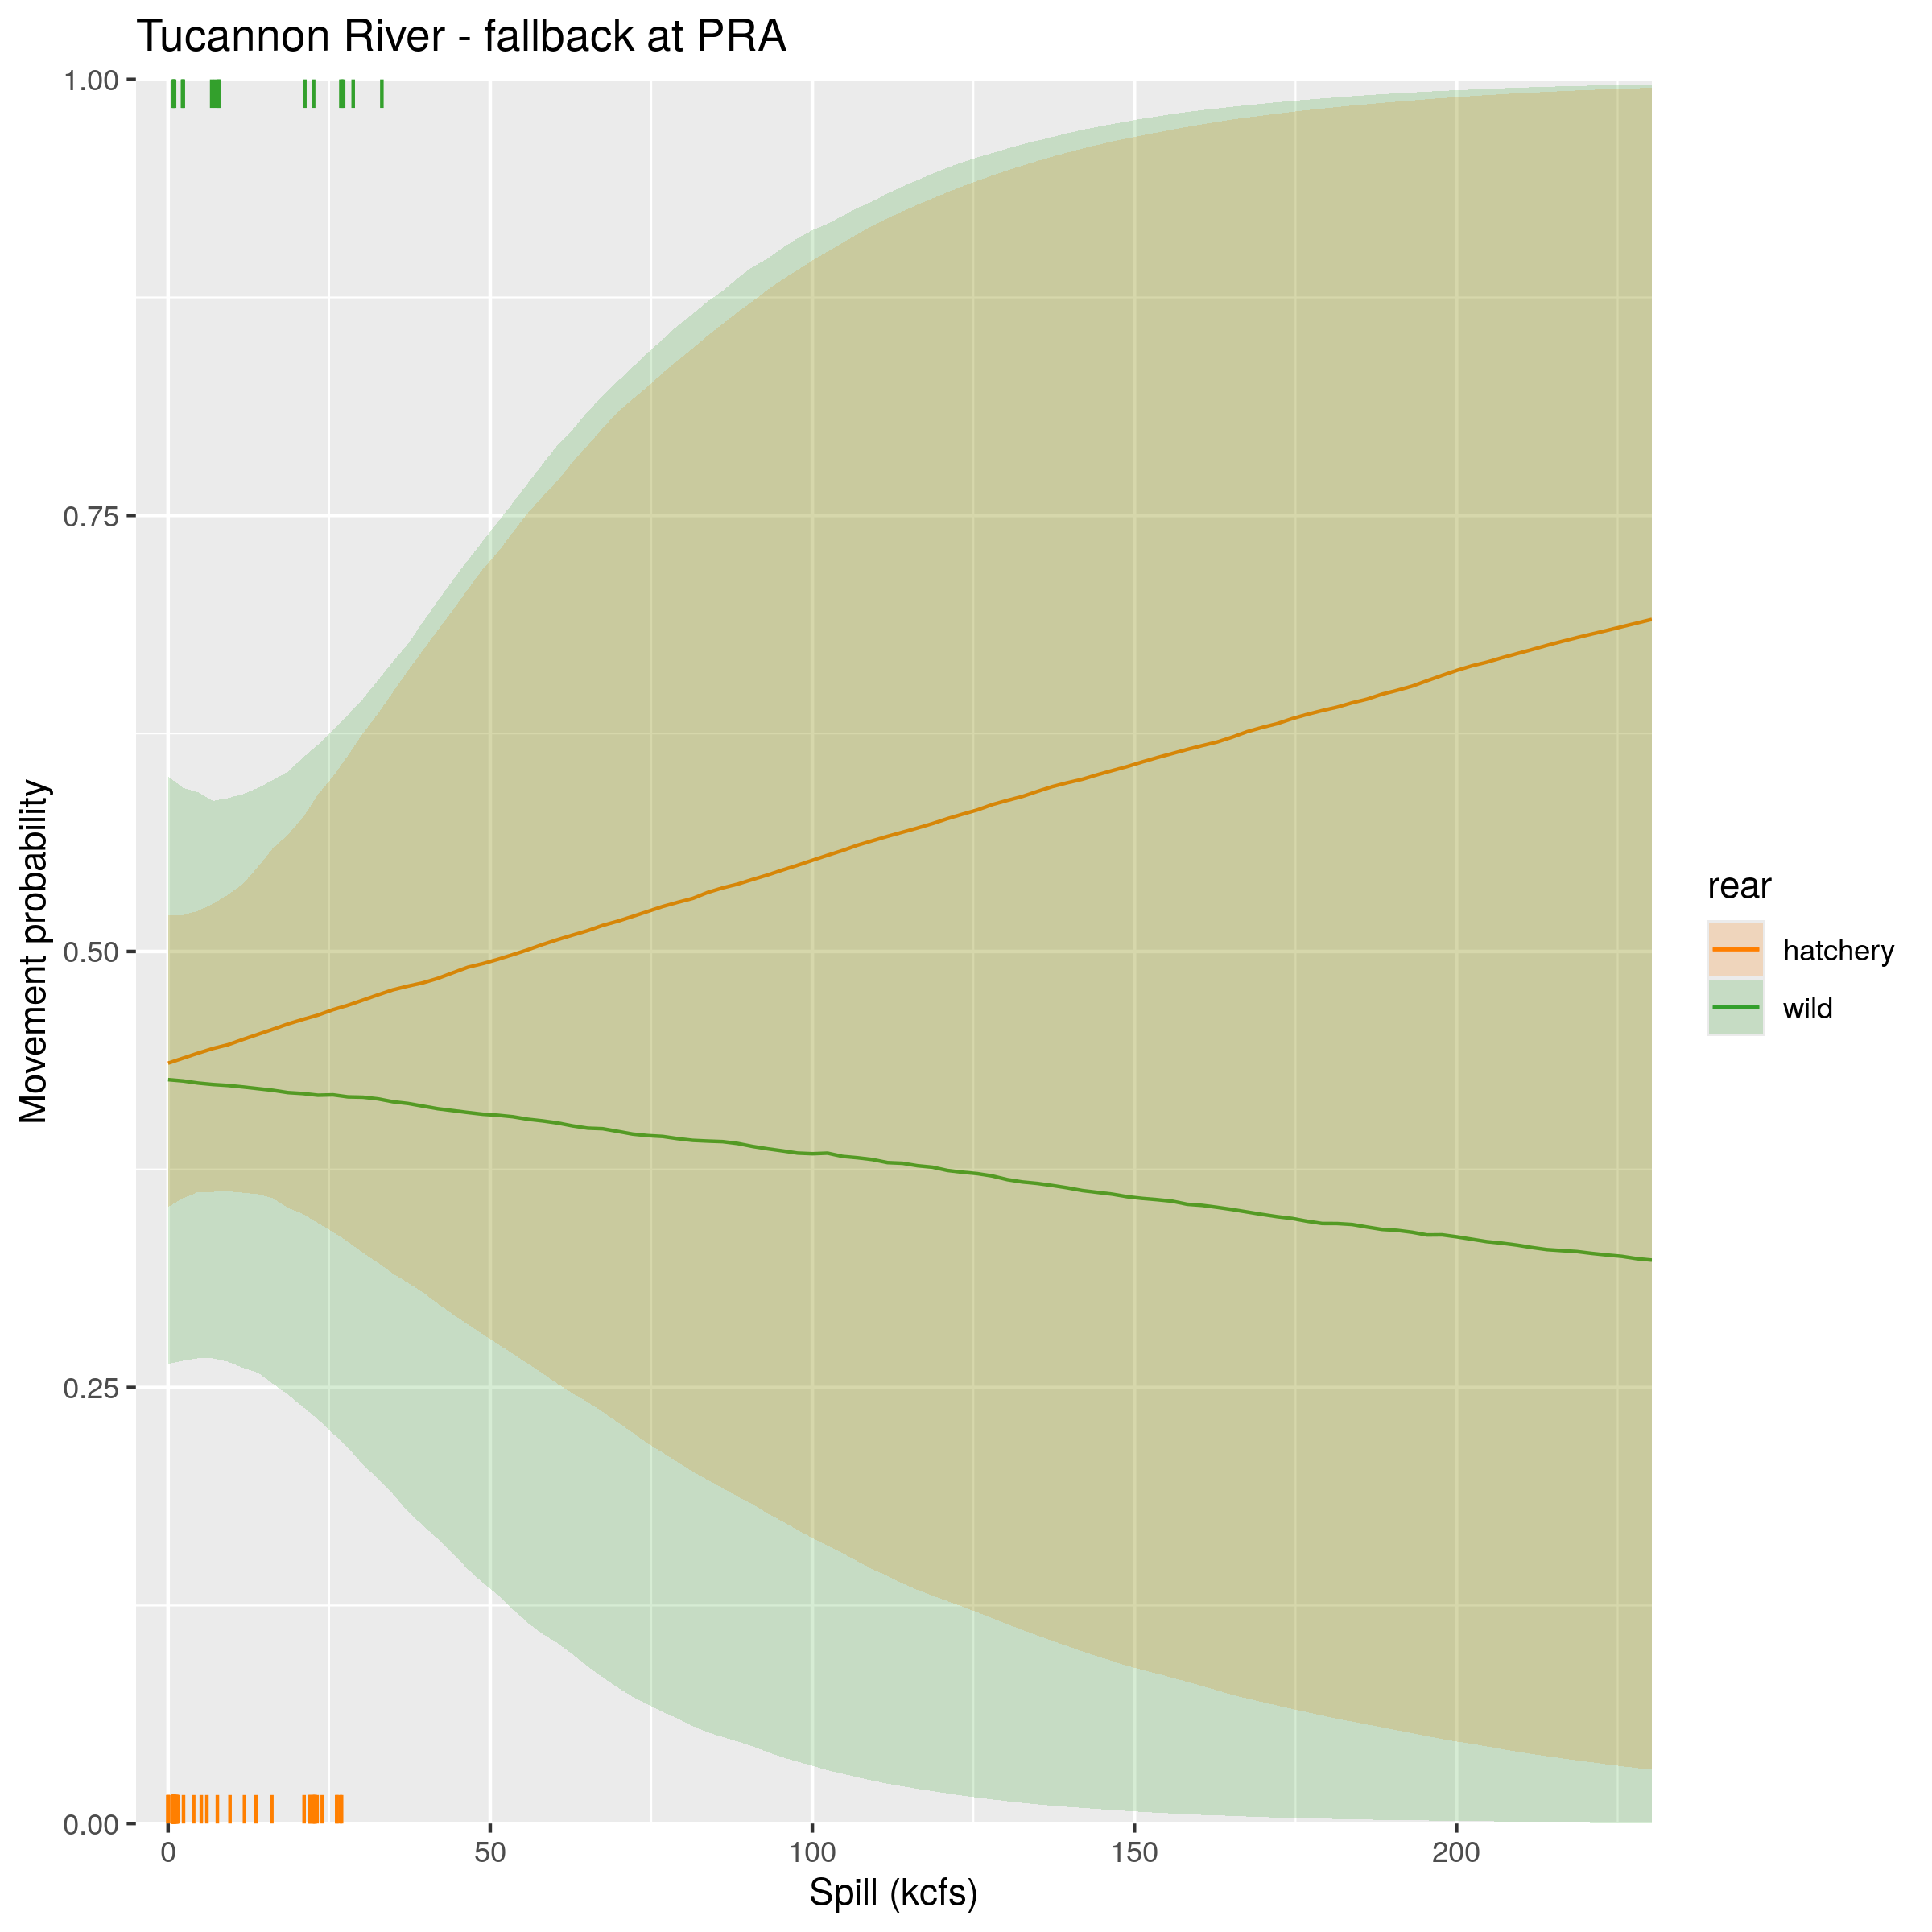 Tucannon River - fallback at PRA
1.00
0.75
0.50
0.25
0.00
Movement probability
0 50 100 150 200
Spill (kcfs)
rear
hatchery
wild